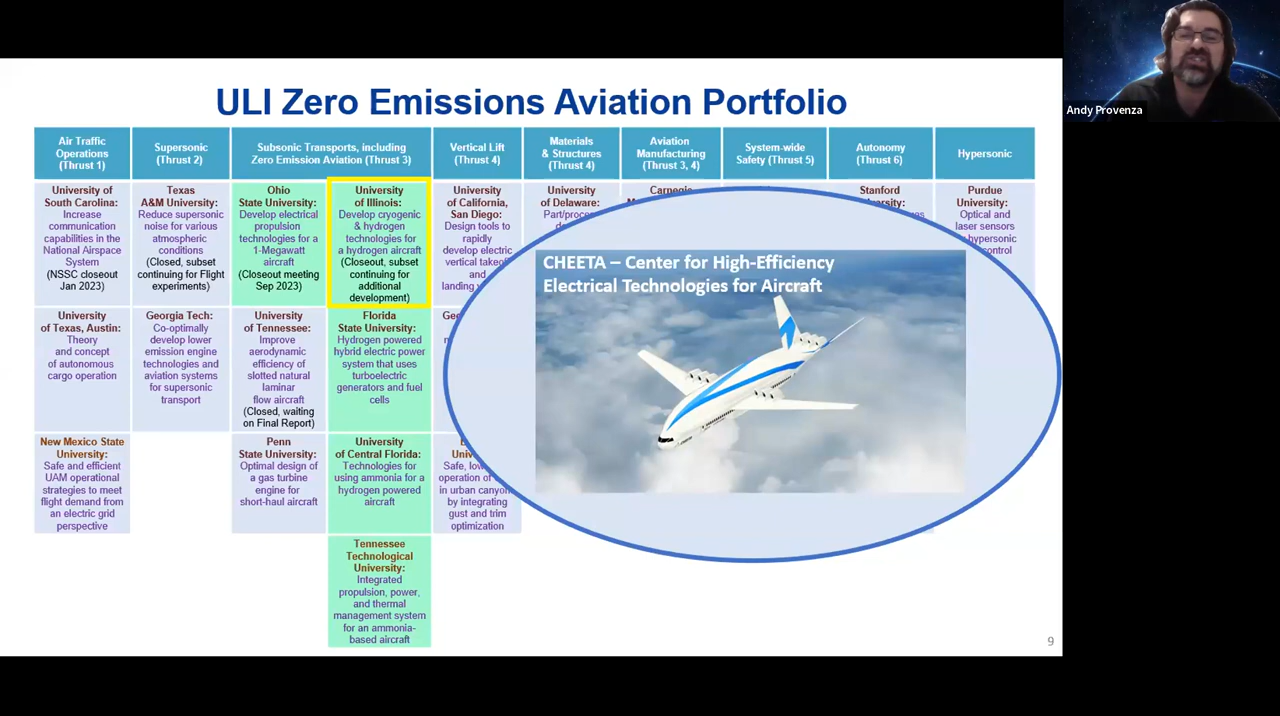 ULI Zero Emissions Aviation Portfolio
Andy Provenza
Air Traffic
Operations
(Thrust 1)
Supersonic
(Thrust 2)
Subsonic Transports, including
Zero Emission Aviation (Thrust 3)
Vertical Lift
(Thrust 4)
Materials
& Structures
(Thrust 4)
Aviation
Manufacturing
(Thrust 3, 4)
System-wide
Safety (Thrust 5)
Autonomy
(Thrust 6)
Hypersonic
University of
South Carolina:
Increase
communication
capabilities in the
National Airspace
System
(NSSC closeout
Jan 2023)
Texas
A&M University:
Reduce supersonic
noise for various
atmospheric
conditions
(Closed, subset
continuing for Flight
experiments)
Ohio
State University:
Develop electrical
propulsion
technologies for a
1-Megawatt
aircraft
(Closeout meeting
Sep 2023)
University
of Illinois:
Develop cryogenic
& hydrogen
technologies for
a hydrogen aircraft
(Closeout, subset
continuing for
additional
development)
University
of California,
San Diego:
Design tools to
rapidly
develop electric
vertical takeoff
and
landing
University
of Delaware:
Stanford
Purdue
University:
Optical and
laser sensors
hypersonic
control
CHEETA – Center for High-Efficiency
Electrical Technologies for Aircraft
University
of Texas, Austin:
Theory
and concept
of autonomous
cargo operation
Georgia Tech:
Co-optimally
develop lower
emission engine
technologies and
aviation systems
for supersonic
transport
University
of Tennessee:
Improve
aerodynamic
efficiency of
slotted natural
laminar
flow aircraft
(Closed, waiting
on Final Report)
Florida
State University:
Hydrogen powered
hybrid electric power
system that uses
turboelectric
generators and fuel
cells
New Mexico State
University:
Safe and efficient
UAM operational
strategies to meet
flight demand from
an electric grid
perspective
Penn
State University:
Optimal design of
a gas turbine
engine for
short-haul aircraft
University
of Central Florida:
Technologies for
using ammonia for a
hydrogen powered
aircraft
Safe,
operation of
in urban canyon
by integrating
gust and trim
optimization
Tennessee
Technological
University:
Integrated
propulsion, power,
and thermal
management system
for an ammonia-
based aircraft
9